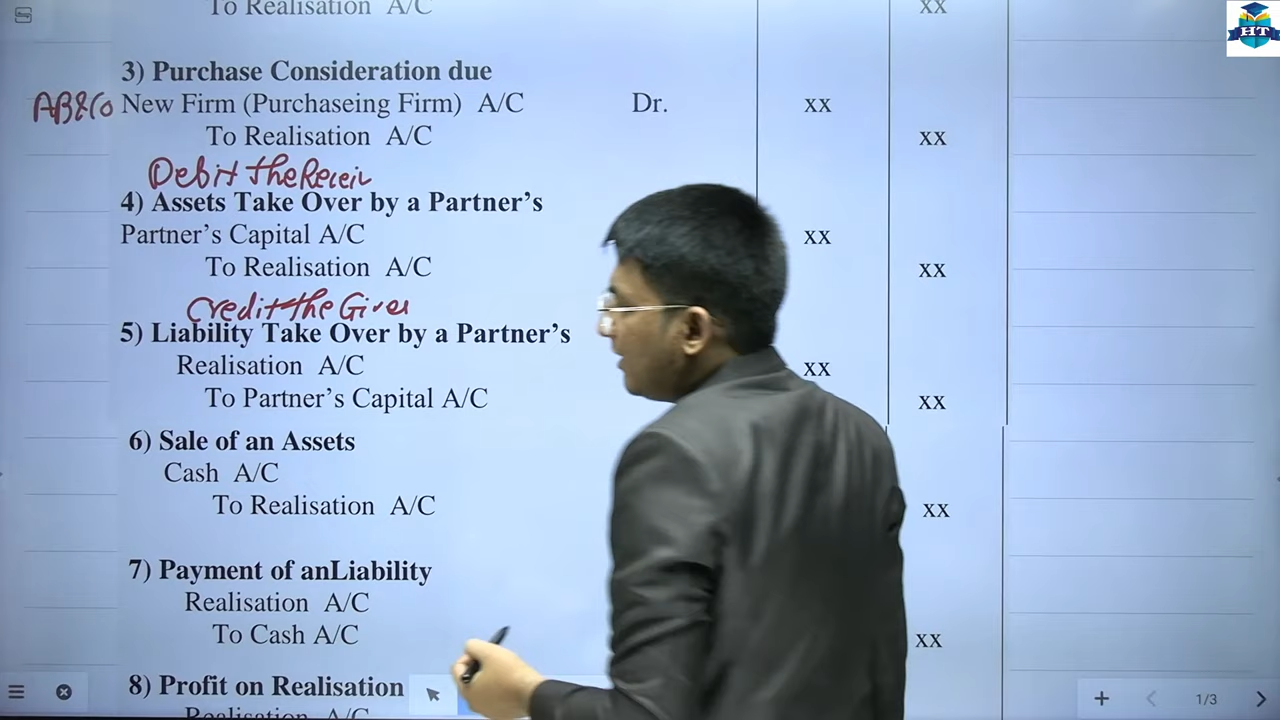 To Realisation A/C xx
HT
3) Purchase Consideration due
AB&Co New Firm (Purchaseing Firm) A/C Dr. xx
To Realisation A/C xx
Debit the
4) Assets Take Over by a Partner’s
Partner’s Capital A/C xx
To Realisation A/C xx
Credit the Giver
5) Liability Take Over by a Partner’s
Realisation A/C xx
To Partner’s Capital A/C xx
6) Sale of an Assets
Cash A/C
To Realisation A/C xx
7) Payment of anLiability
Realisation A/C
To Cash A/C xx
8) Profit on Realisation
Realisation A/C
1/3